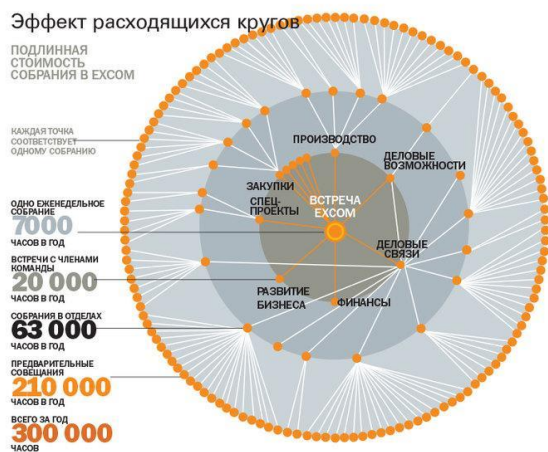 Эффект расходящихся кругов
ПОДЛИННАЯ
СТОИМОСТЬ
СОБРАНИЯ В EXCOM
КАЖДАЯ ТОЧКА
СООТВЕТСТВУЕТ
ОДНОМУ СОБРАНИЮ
ПРОИЗВОДСТВО
ДЕЛОВЫЕ
ВОЗМОЖНОСТИ
ЗАКУПКИ
ВСТРЕЧА
EXCOM
СПЕЦ-
ПРОЕКТЫ
ДЕЛОВЫЕ
СВЯЗИ
РАЗВИТИЕ
БИЗНЕСА
ФИНАНСЫ
ОДНО ЕЖЕНЕДЕЛЬНОЕ
СОБРАНИЕ
7000
ЧАСОВ В ГОД
ВСТРЕЧИ С ЧЛЕНАМИ
КОМАНДЫ
20 000
ЧАСОВ В ГОД
СОБРАНИЯ В ОТДЕЛАХ
63 000
ЧАСОВ В ГОД
ПРЕДВАРИТЕЛЬНЫЕ
СОВЕЩАНИЯ
210 000
ЧАСОВ В ГОД
ВСЕГО ЗА ГОД
300 000
ЧАСОВ